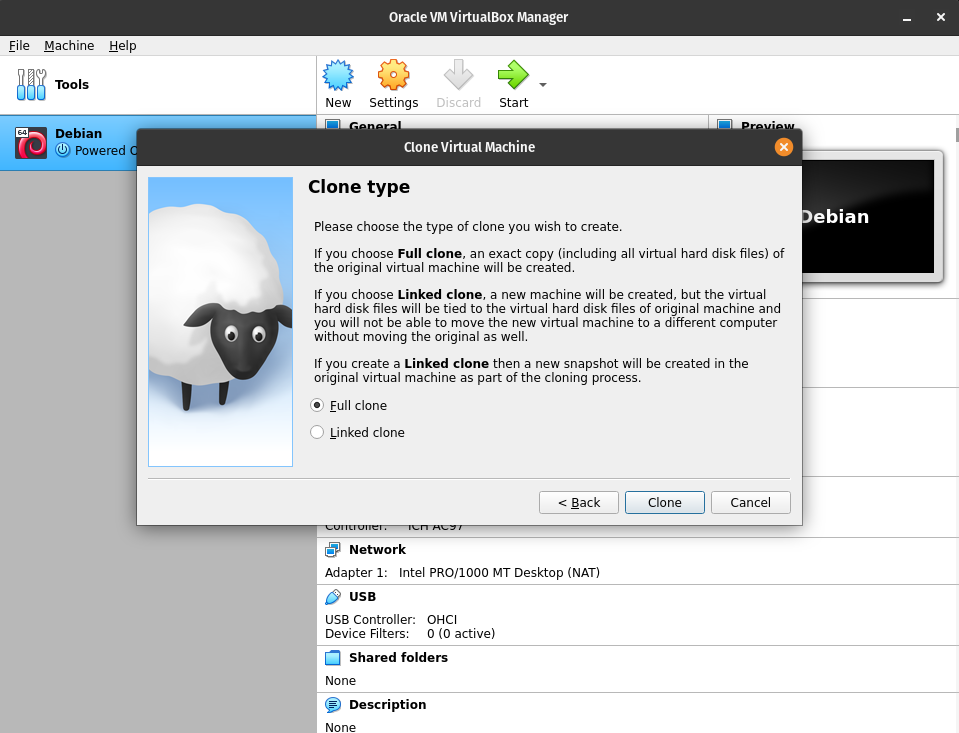 Oracle VM VirtualBox Manager
File Machine Help
Tools
New Settings Discard Start
64
Debian
Powered
General
Preview
Debian
Clone Virtual Machine
Clone type
Please choose the type of clone you wish to create.
If you choose Full clone, an exact copy (including all virtual hard disk files) of
the original virtual machine will be created.
If you choose Linked clone, a new machine will be created, but the virtual
hard disk files will be tied to the virtual hard disk files of original machine and
you will not be able to move the new virtual machine to a different computer
without moving the original as well.
If you create a Linked clone then a new snapshot will be created in the
original virtual machine as part of the cloning process.
Full clone
Linked clone
< Back Clone Cancel
Controller: ICH AC97
Network
Adapter 1: Intel PRO/1000 MT Desktop (NAT)
USB
USB Controller: OHCI
Device Filters: 0 (0 active)
Shared folders
None
Description
None